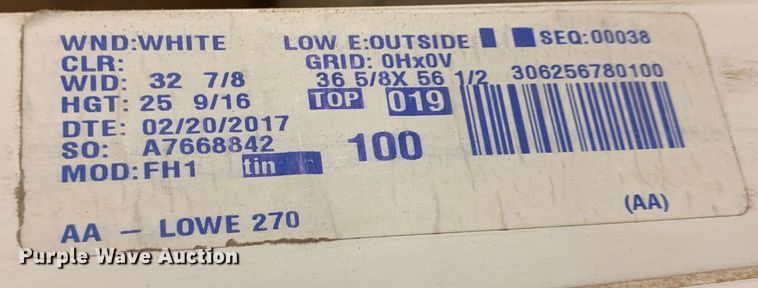 WND:WHITE LOW E:OUTSIDE SEQ:00038
CLR: GRID: 0Hx0V
WID: 32 7/8 36 5/8X 56 1/2 306256780100
HGT: 25 9/16 TOP 019
DTE: 02/20/2017
SO: A7668842 100
MOD:FH1 tin
AA - LOWE 270 (AA)
Purple Wave Auction